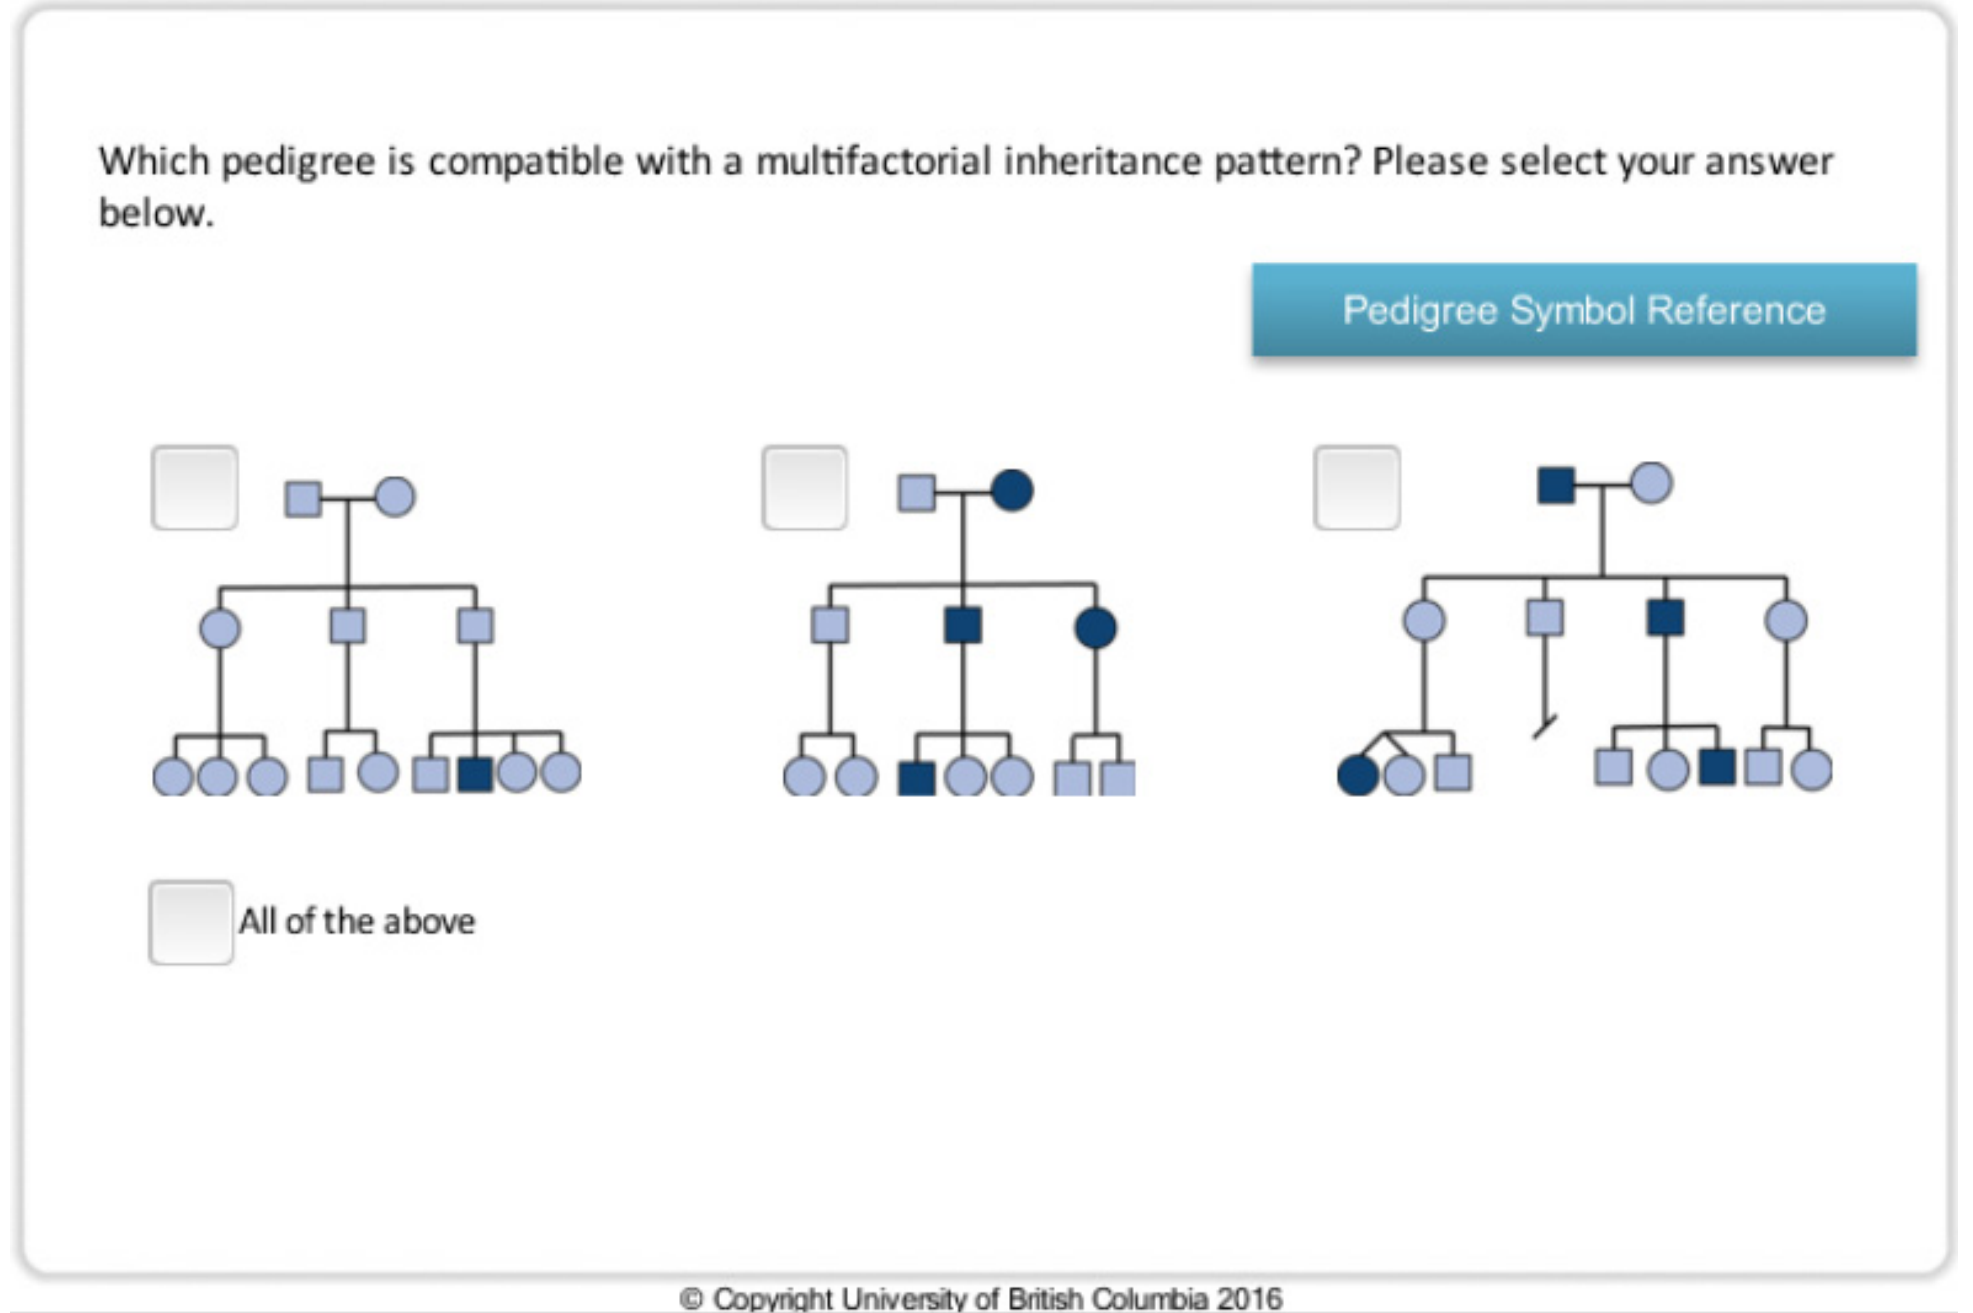 Which pedigree is compatible with a multifactorial inheritance pattern? Please select your answer
below.
Pedigree Symbol Reference
All of the above
© Copyright University of British Columbia 2016